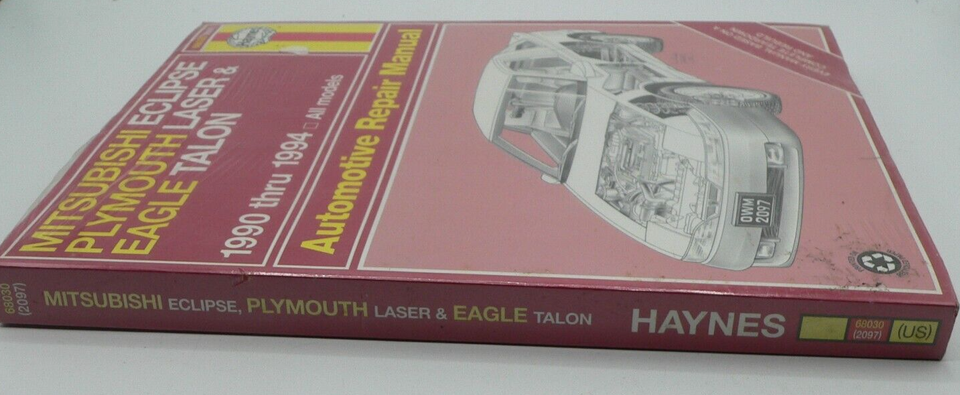 MITSUBISHI ECLIPSE
PLYMOUTH LASER &
EAGLE TALON
1990 thru 1994 □ All models
Automotive Repair Manual
OWM
2097
68030
(2097)
MITSUBISHI ECLIPSE, PLYMOUTH LASER & EAGLE TALON
HAYNES
68030
(2097)
(US)